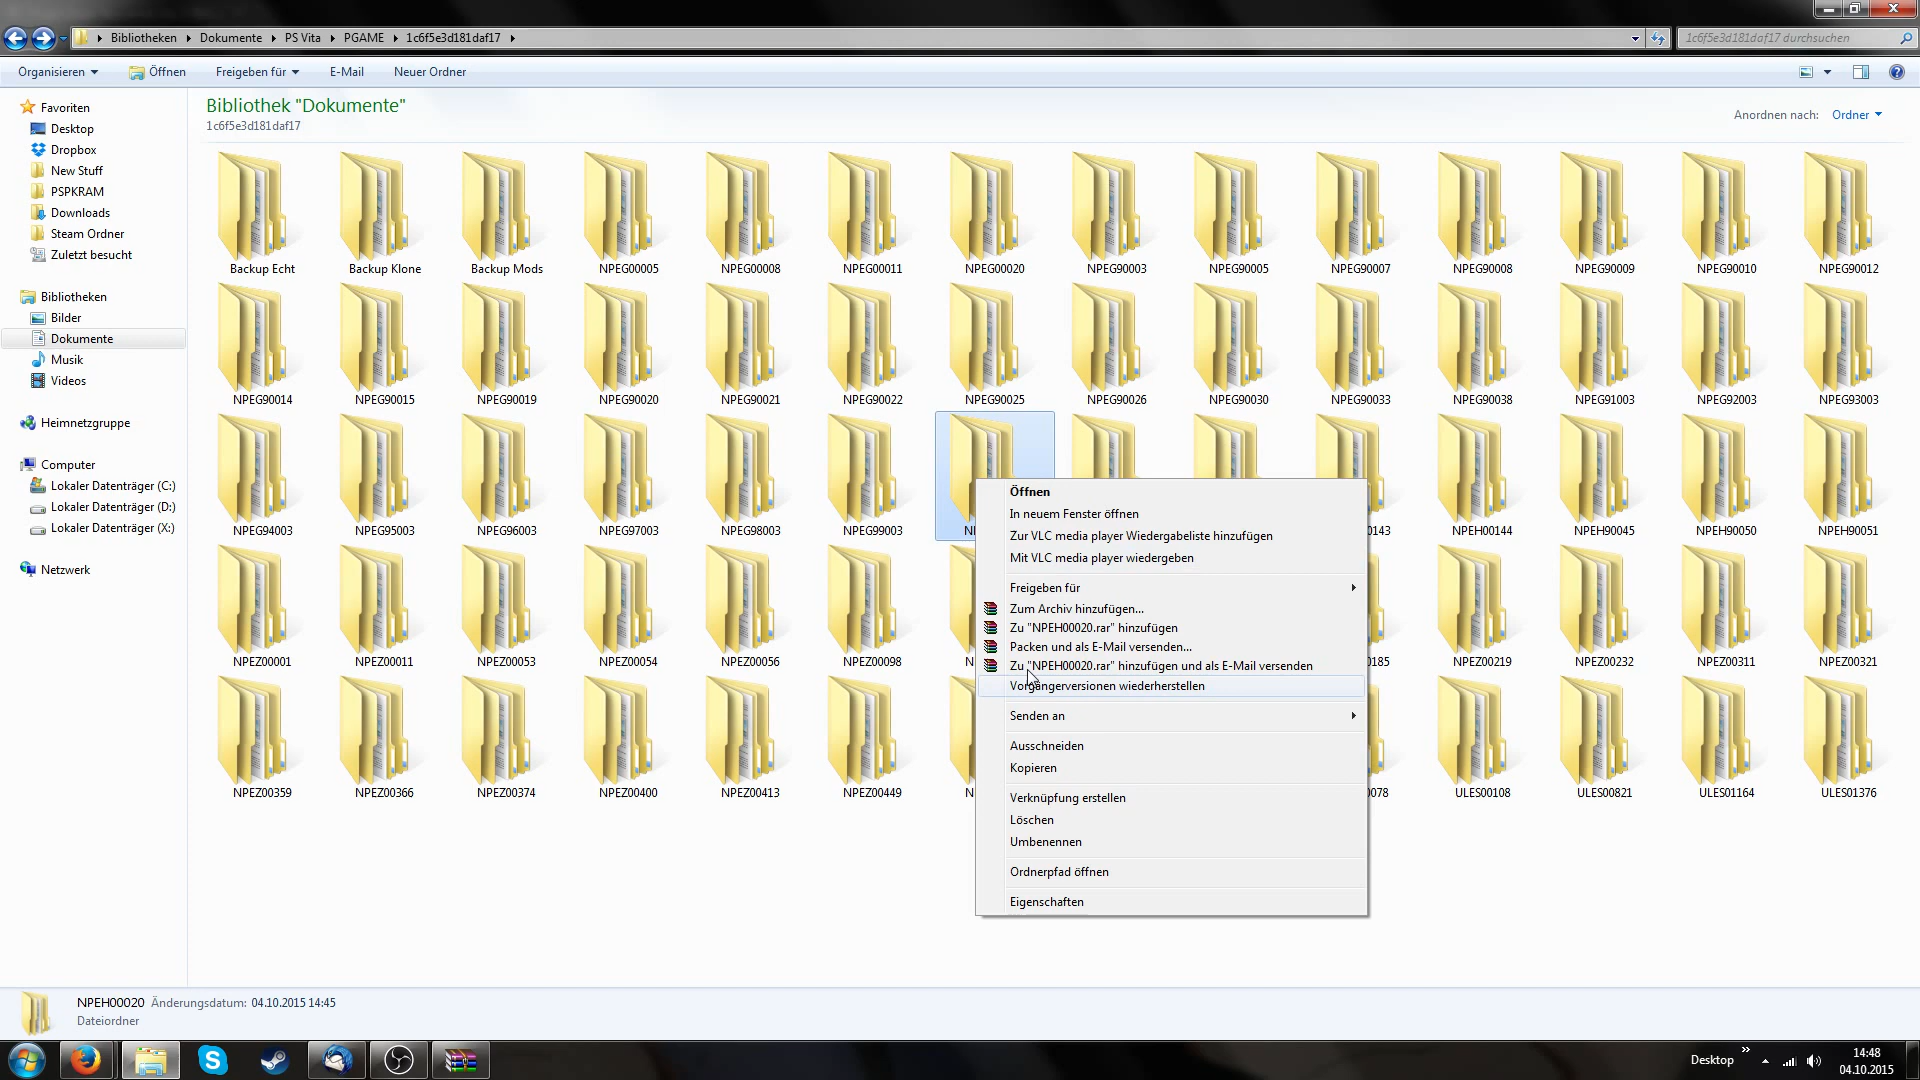 Bibliotheken
Dokumente
PS Vita
PGAME
1c6f5e3d181daf17
1c6f5e3d181daf17 durchsuchen
Organisieren
Öffnen
Freigeben für
E-Mail
Neuer Ordner
Favoriten
Desktop
Dropbox
New Stuff
PSPKRAM
Downloads
Steam Ordner
Zuletzt besucht
Bibliotheken
Bilder
Dokumente
Musik
Videos
Heimnetzgruppe
Computer
Lokaler Datenträger (C:)
Lokaler Datenträger (D:)
Lokaler Datenträger (X:)
Netzwerk
Bibliothek "Dokumente"
1c6f5e3d181daf17
Anordnen nach: Ordner
Backup Echt
Backup Klone
Backup Mods
NPEG00005
NPEG00008
NPEG00011
NPEG00020
NPEG90003
NPEG90005
NPEG90007
NPEG90008
NPEG90009
NPEG90010
NPEG90012
NPEG90014
NPEG90015
NPEG90019
NPEG90020
NPEG90021
NPEG90022
NPEG90025
NPEG90026
NPEG90030
NPEG90033
NPEG90038
NPEG91003
NPEG92003
NPEG93003
NPEG94003
NPEG95003
NPEG96003
NPEG97003
NPEG98003
NPEG99003
NPEH00144
NPEH90045
NPEH90050
NPEH90051
NPEZ00001
NPEZ00011
NPEZ00053
NPEZ00054
NPEZ00056
NPEZ00098
NPEZ00219
NPEZ00232
NPEZ00311
NPEZ00321
NPEZ00359
NPEZ00366
NPEZ00374
NPEZ00400
NPEZ00413
NPEZ00449
ULES00108
ULES00821
ULES01164
ULES01376
Öffnen
In neuem Fenster öffnen
Zur VLC media player Wiedergabeliste hinzufügen
Mit VLC media player wiedergeben
Freigeben für
Zum Archiv hinzufügen...
Zu "NPEH00020.rar" hinzufügen
Packen und als E-Mail versenden...
Zu "NPEH00020.rar" hinzufügen und als E-Mail versenden
Vorgängerversionen wiederherstellen
Senden an
Ausschneiden
Kopieren
Verknüpfung erstellen
Löschen
Umbenennen
Ordnerpfad öffnen
Eigenschaften
NPEH00020 Änderungsdatum: 04.10.2015 14:45
Dateiordner
Desktop
14:48
04.10.2015